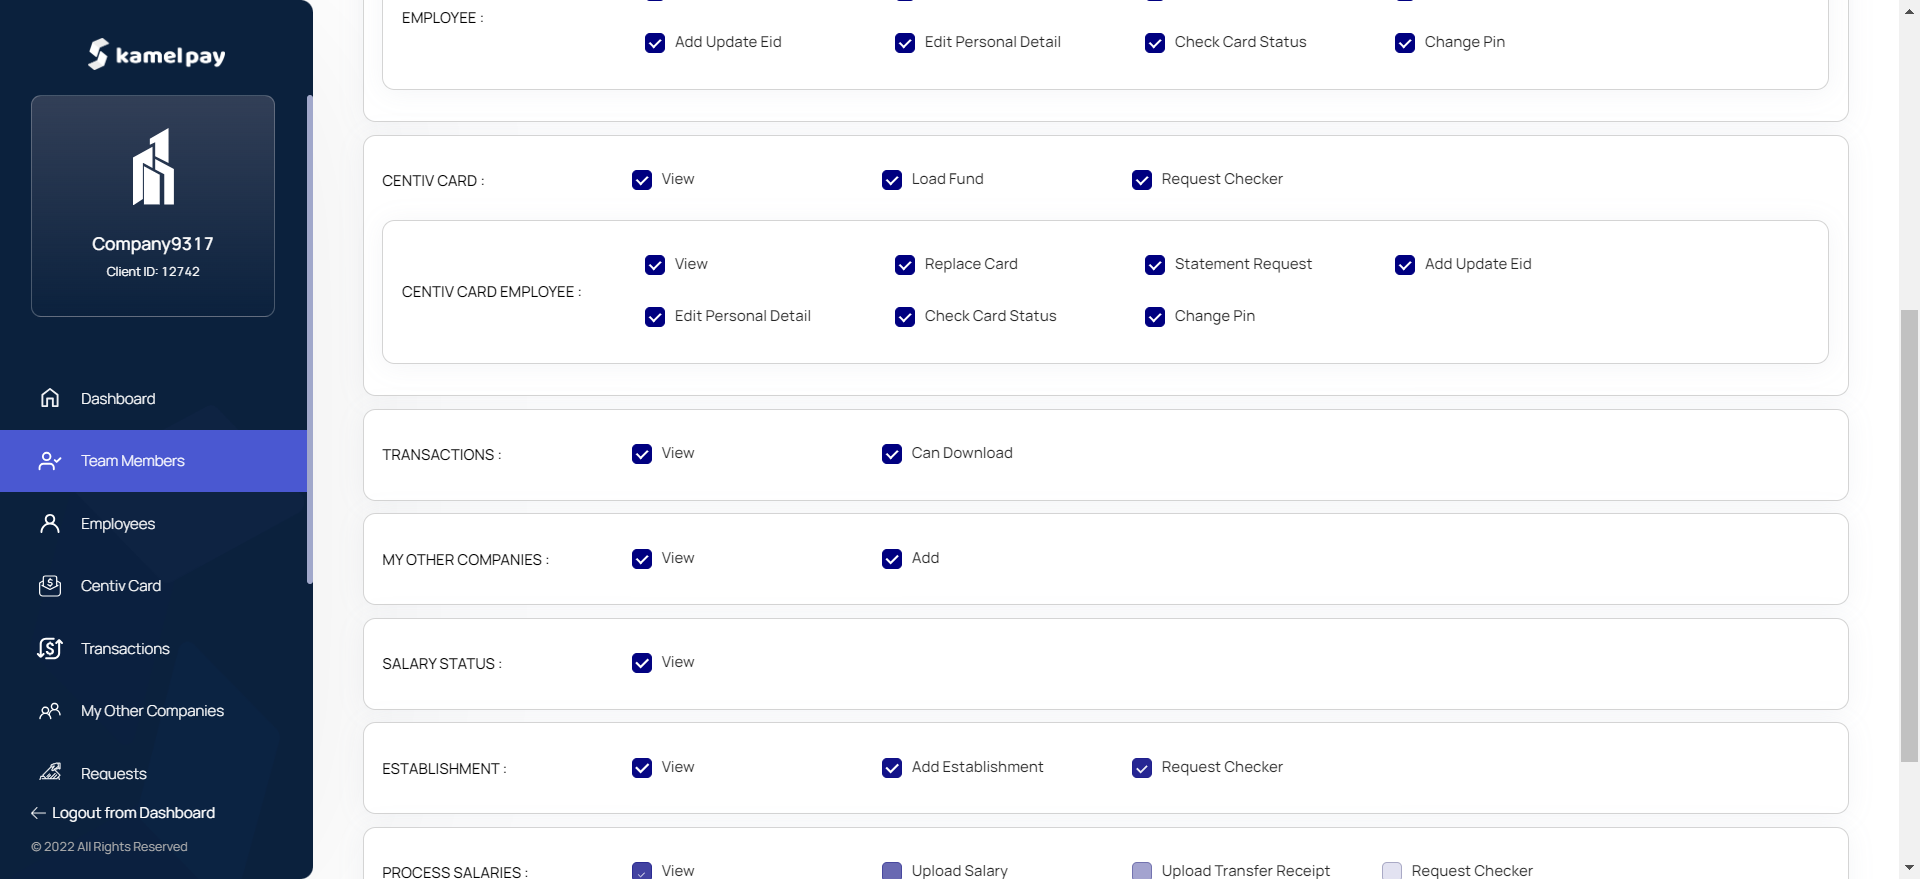 kamelpay
Company9317
Client ID: 12742
Dashboard
Team Members
Employees
Centiv Card
Transactions
My Other Companies
Requests
Logout from Dashboard
© 2022 All Rights Reserved
EMPLOYEE :
Add Update Eid Edit Personal Detail Check Card Status Change Pin
CENTIV CARD : View Load Fund Request Checker
View Replace Card Statement Request Add Update Eid
CENTIV CARD EMPLOYEE :
Edit Personal Detail Check Card Status Change Pin
TRANSACTIONS : View Can Download
MY OTHER COMPANIES : View Add
SALARY STATUS : View
ESTABLISHMENT : View Add Establishment Request Checker
PROCESS SALARIES : View Upload Salary Upload Transfer Receipt Request Checker